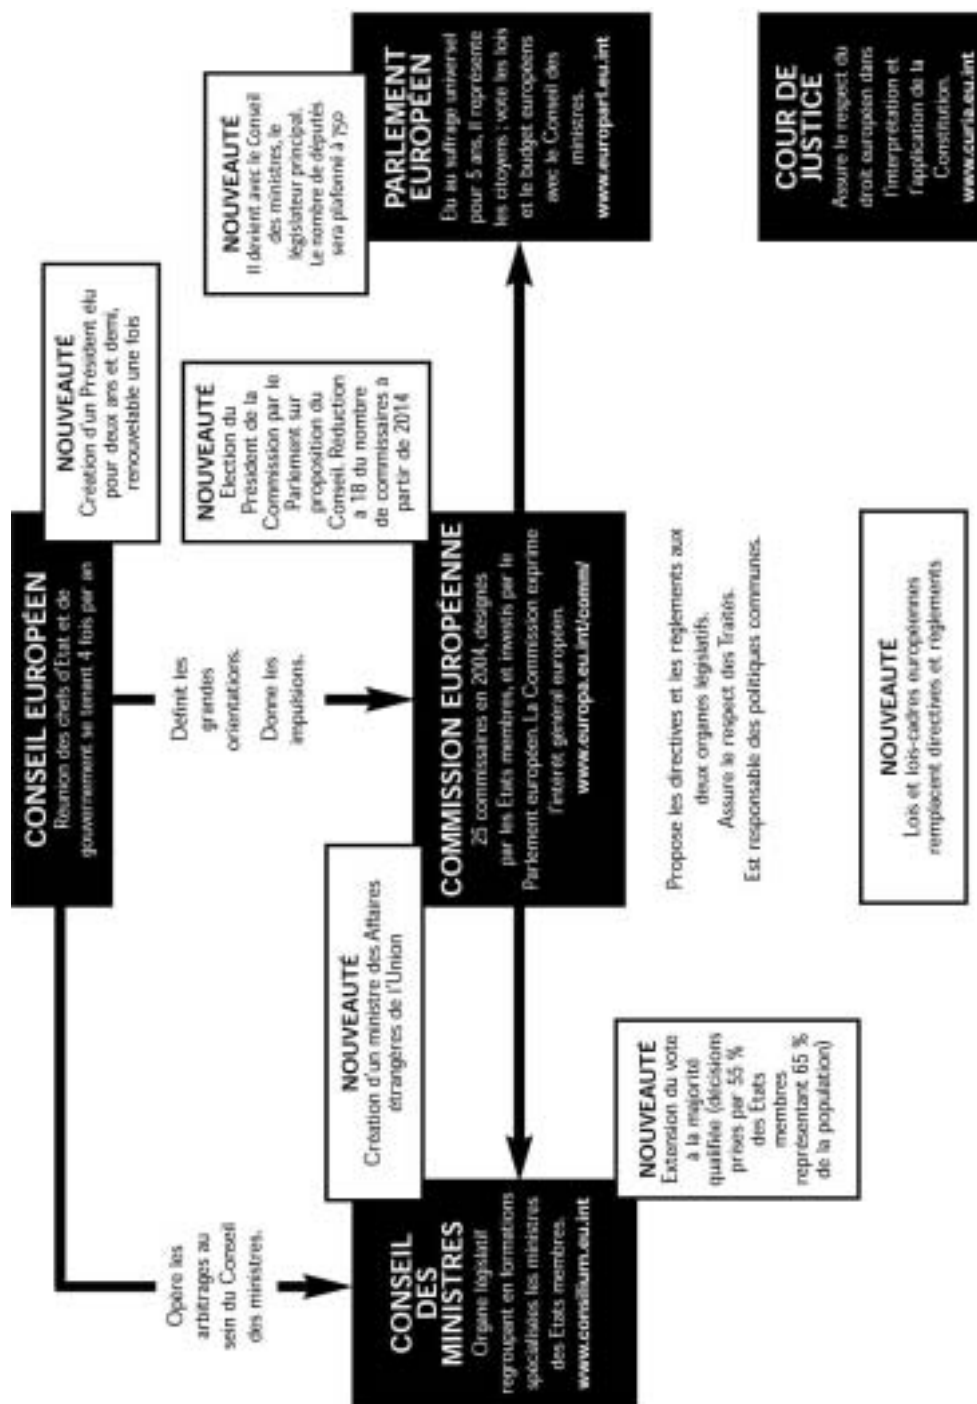 CONSEIL EUROPÉEN
Réunion des chefs d'Etat et de
gouvernement se tenant 4 fois par an
NOUVEAUTÉ
Création d'un Président élu
pour deux ans et demi,
renouvelable une fois
Opère les
arbitrages au
sein du Conseil
des ministres.
Définit les
grandes
orientations.
Donne les
impulsions.
NOUVEAUTÉ
Création d'un ministre des Affaires
étrangères de l'Union
NOUVEAUTÉ
Election du
Président de la
Commission par le
Parlement sur
proposition du
Conseil. Réduction
à 18 du nombre
de commissaires à
partir de 2014
NOUVEAUTÉ
Il devient avec le Conseil
des ministres, le
législateur principal.
Le nombre de députés
sera plafonné à 750
CONSEIL
DES
MINISTRES
Organe législatif
regroupant en formations
spécialisées les ministres
des Etats membres.
www.consilium.eu.int
COMMISSION EUROPÉENNE
25 commissaires en 2004, désignés
par les Etats membres, et investis par le
Parlement européen. La Commission exprime
l'intérêt général européen.
www.europa.eu.int/comm/
PARLEMENT
EUROPÉEN
Elu au suffrage universel
pour 5 ans, il représente
les citoyens : vote les lois
et le budget européens
avec le Conseil des
ministres.
www.europarl.eu.int
NOUVEAUTÉ
Extension du vote
à la majorité
qualifiée (décisions
prises par 55 %
des Etats
membres
représentant 65 %
de la population)
Propose les directives et les règlements aux
deux organes législatifs.
Assure le respect des Traités.
Est responsable des politiques communes.
NOUVEAUTÉ
Lois et lois-cadres européennes
remplacent directives et règlements
COUR DE
JUSTICE
Assure le respect du
droit européen dans
l'interprétation et
l'application de la
Constitution.
www.curia.eu.int